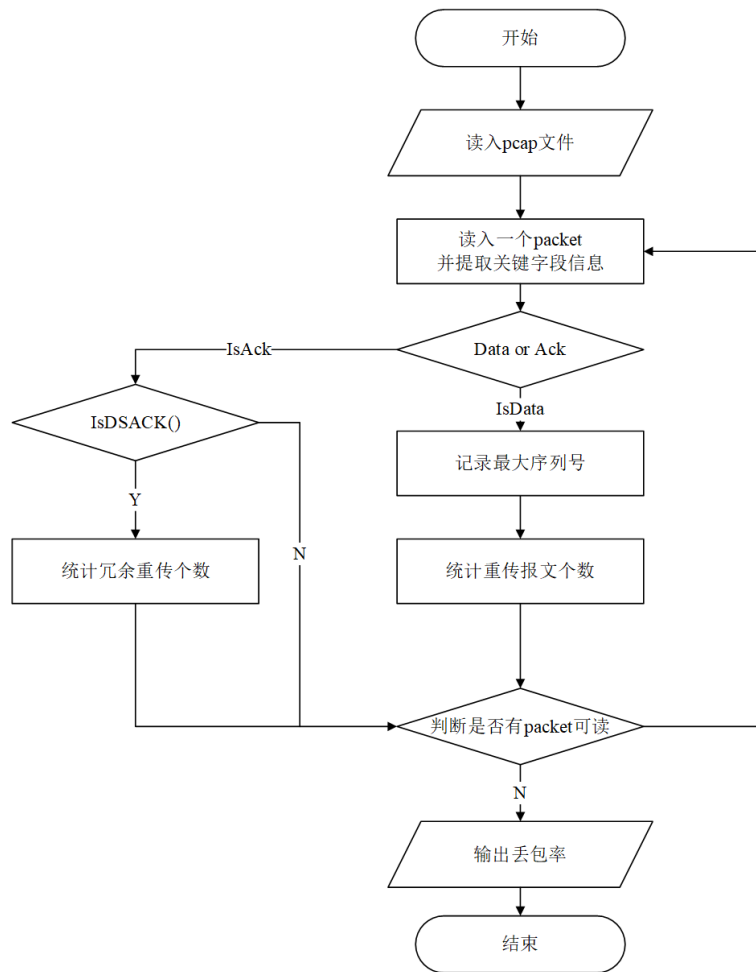 开始
读入pcap文件
读入一个packet
并提取关键字段信息
IsAck
Data or Ack
IsDSACK()
IsData
记录最大序列号
Y
N
统计冗余重传个数
统计重传报文个数
判断是否有packet可读
N
输出丢包率
结束